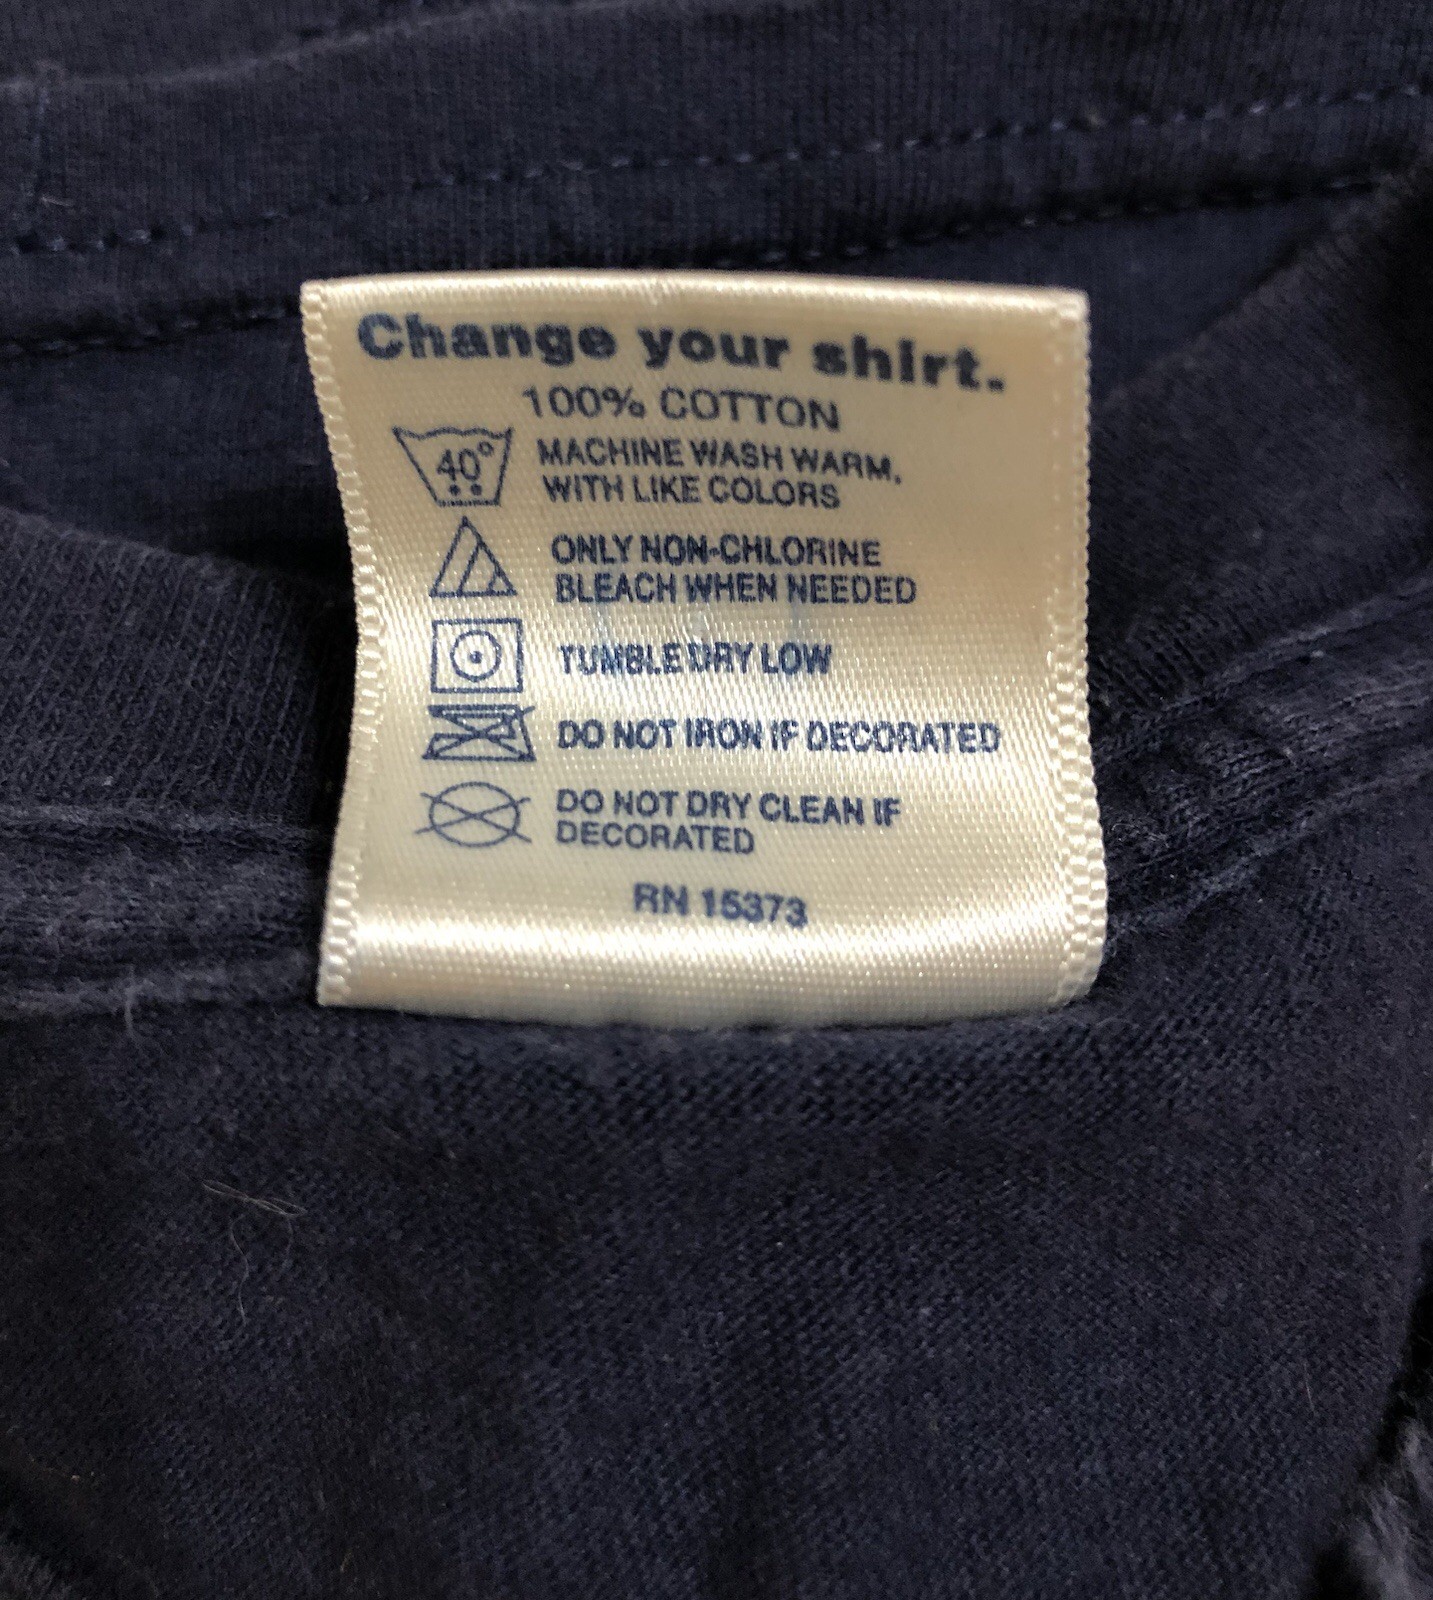 Change your shirt.
100% COTTON
40°
MACHINE WASH WARM,
WITH LIKE COLORS
ONLY NON-CHLORINE
BLEACH WHEN NEEDED
TUMBLE DRY LOW
DO NOT IRON IF DECORATED
DO NOT DRY CLEAN IF
DECORATED
RN 15373